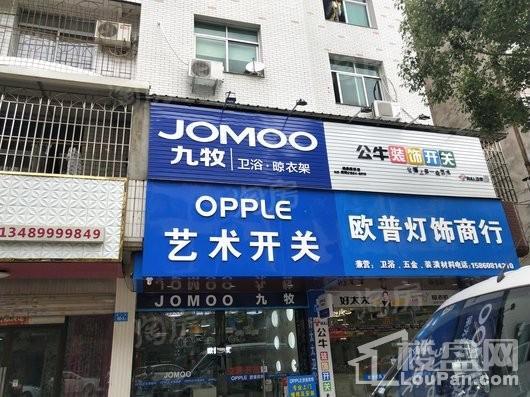 JOMOO
九牧 卫浴·晾衣架
公牛装饰开关
OPPLE
艺术开关
欧普灯饰商行
兼营：卫浴、五金、装潢材料电话：
13489999849
JOMOO 九牧
好太太
公牛
OPPLE
楼盘网
LouPan.com